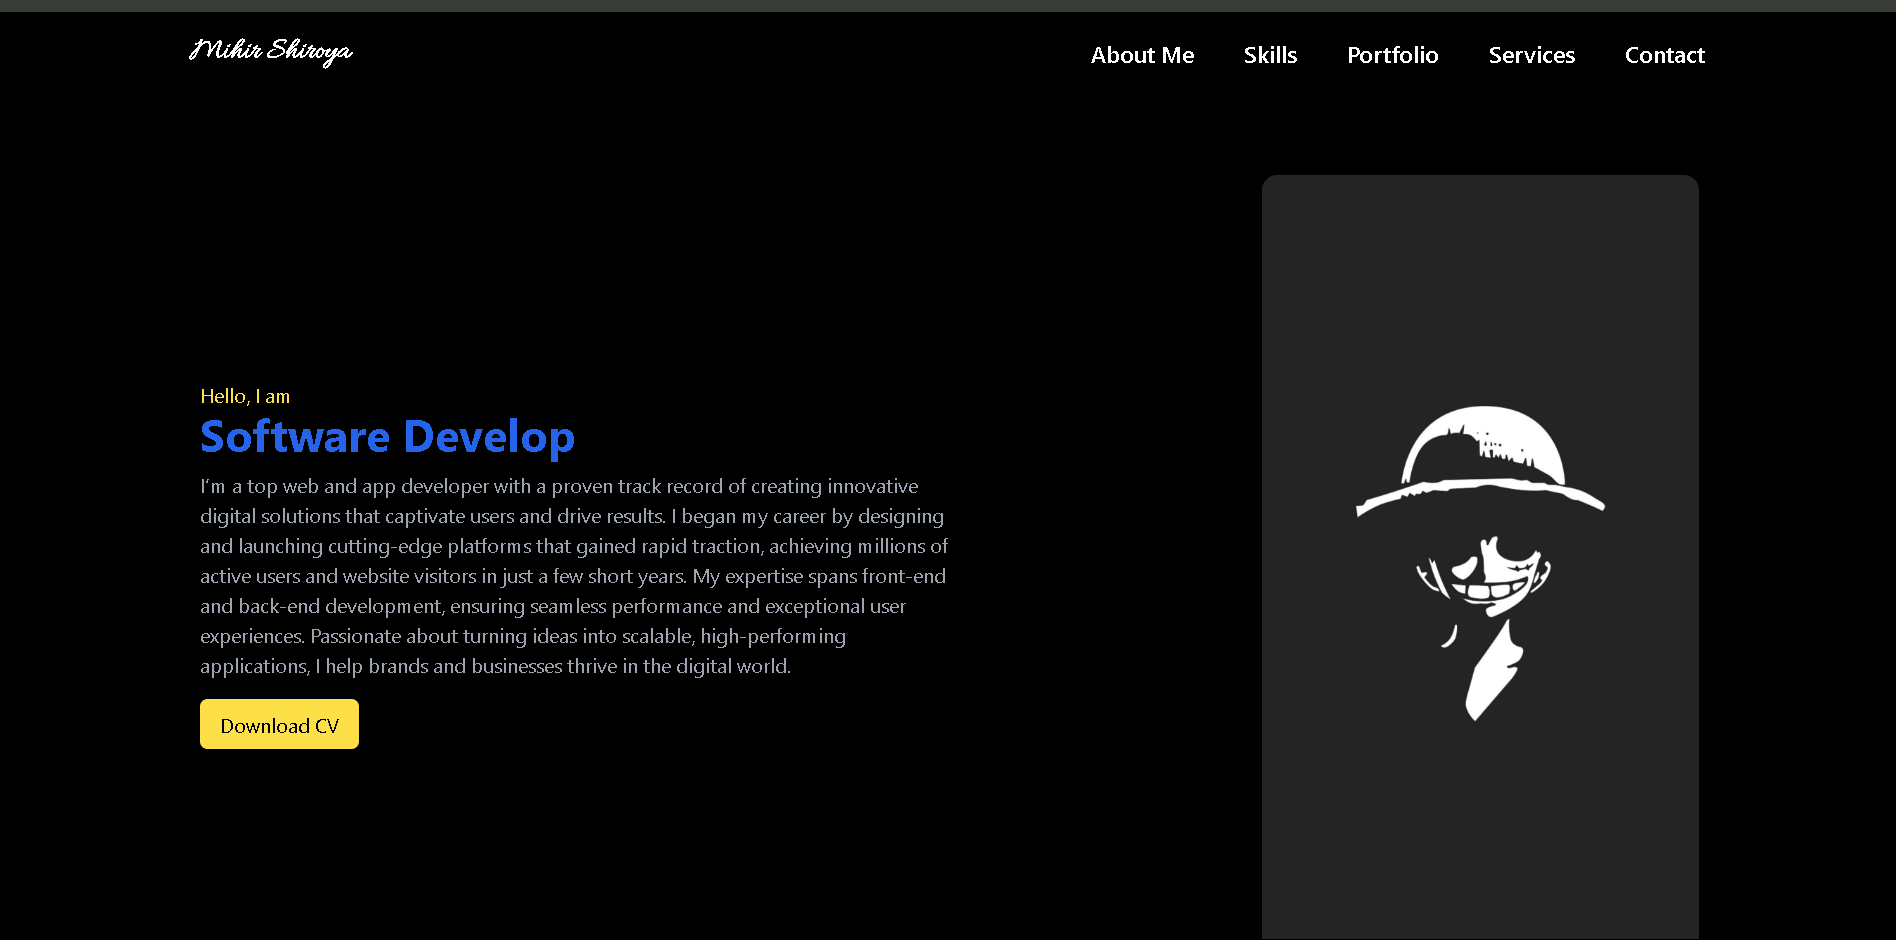 Mihir Shiroya
About Me Skills Portfolio Services Contact
Hello, I am
Software Develop
I’m a top web and app developer with a proven track record of creating innovative
digital solutions that captivate users and drive results. I began my career by designing
and launching cutting-edge platforms that gained rapid traction, achieving millions of
active users and website visitors in just a few short years. My expertise spans front-end
and back-end development, ensuring seamless performance and exceptional user
experiences. Passionate about turning ideas into scalable, high-performing
applications, I help brands and businesses thrive in the digital world.
Download CV